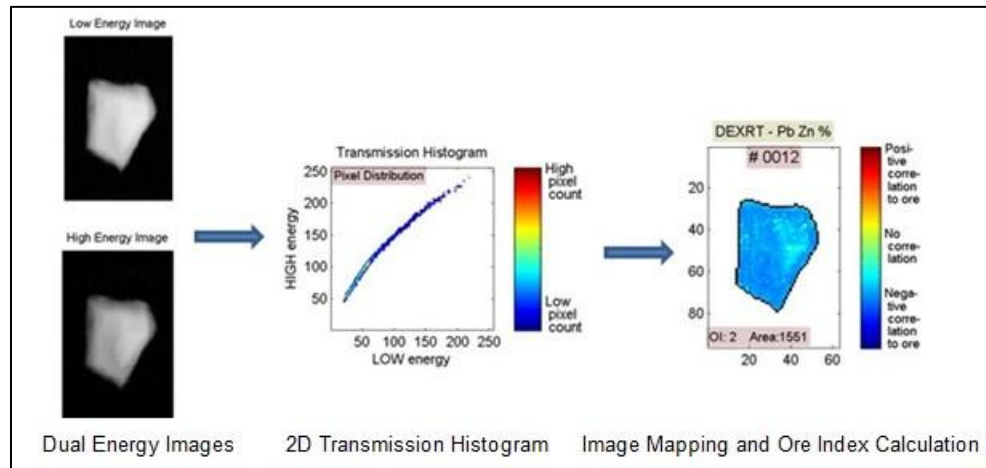 Low Energy Image
High Energy Image
Transmission Histogram
Pixel Distribution
HIGH energy
250
200
150
100
50
50 100 150 200 250
LOW energy
High
pixel
count
Low
pixel
count
DEXRT - Pb Zn %
# 0012
20
40
60
80
OI: 2 Area:1551
20 40 60
Posi-
tive
corre-
lation
to ore
No
corre-
lation
Nega-
tive
corre-
lation
to ore
Dual Energy Images
2D Transmission Histogram
Image Mapping and Ore Index Calculation